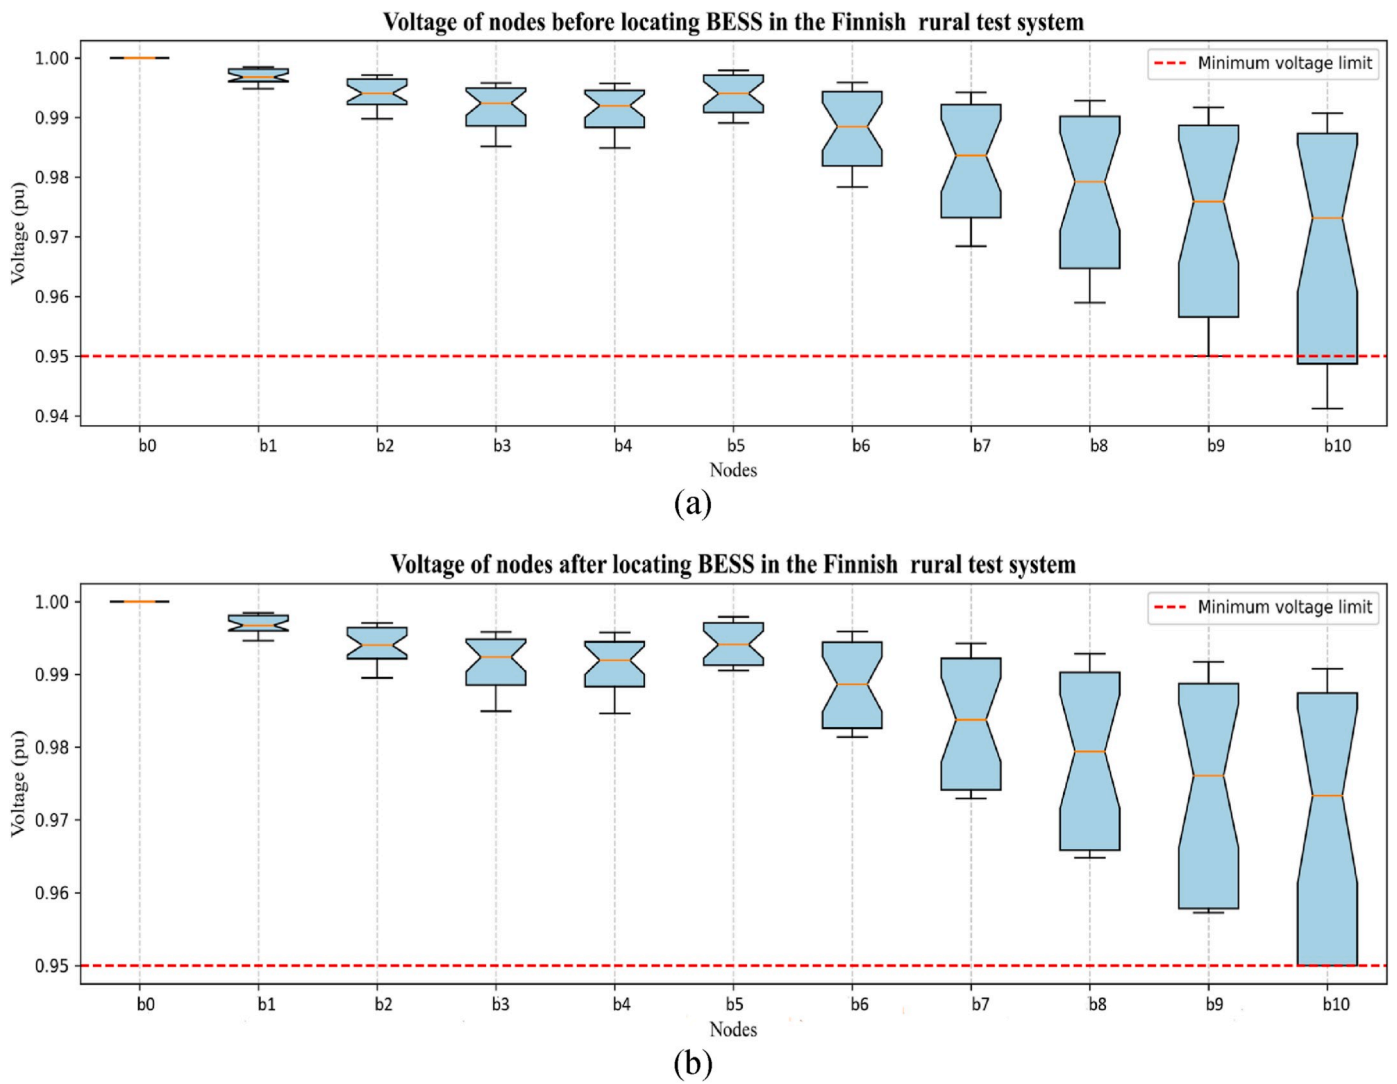 Voltage of nodes before locating BESS in the Finnish rural test system
Minimum voltage limit
Voltage (pu)
1.00
0.99
0.98
0.97
0.96
0.95
0.94
b0 b1 b2 b3 b4 b5 b6 b7 b8 b9 b10
Nodes
(a)
Voltage of nodes after locating BESS in the Finnish rural test system
Minimum voltage limit
Voltage (pu)
1.00
0.99
0.98
0.97
0.96
0.95
b0 b1 b2 b3 b4 b5 b6 b7 b8 b9 b10
Nodes
(b)